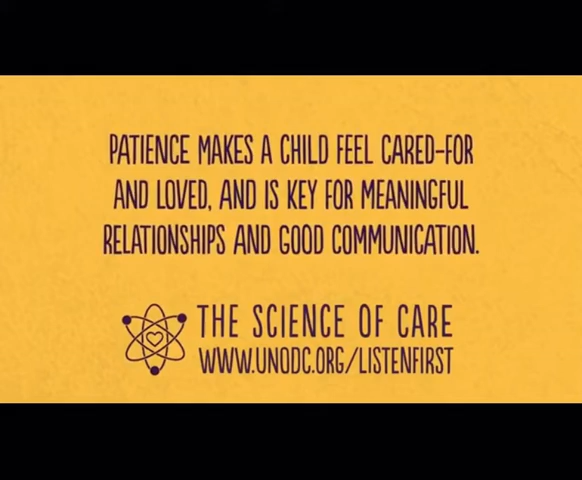 PATIENCE MAKES A CHILD FEEL CARED-FOR
AND LOVED, AND IS KEY FOR MEANINGFUL
RELATIONSHIPS AND GOOD COMMUNICATION.
THE SCIENCE OF CARE
WWW.UNODC.ORG/LISTENFIRST